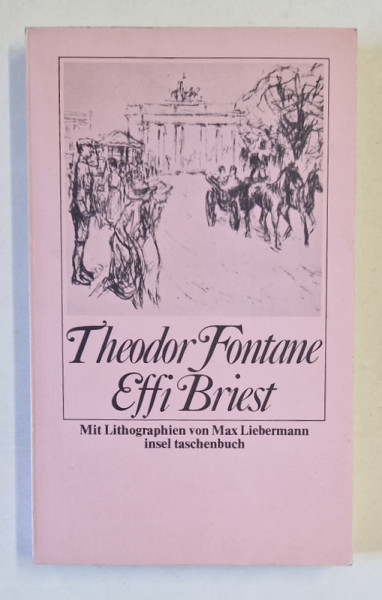 Theodor Fontane
Effi Briest
Mit Lithographien von Max Liebermann
insel taschenbuch